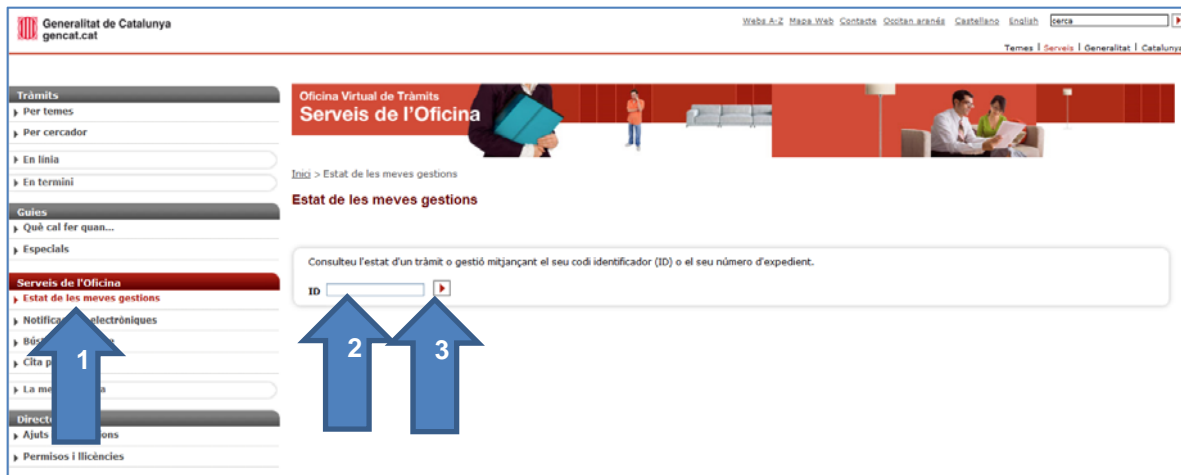 Generalitat de Catalunya
gencat.cat
Webs A-Z Mapa Web Contacte Occitan aranés Castellano English cerca
Temes | Serveis | Generalitat | Catalunya
Tràmits
Per temes
Per cercador
En línia
En termini
Guies
Què cal fer quan...
Especials
Serveis de l'Oficina
Estat de les meves gestions
electròniques
La
Ajuts
Permisos i llicències
Oficina Virtual de Tràmits
Serveis de l'Oficina
Inici > Estat de les meves gestions
Estat de les meves gestions
Consulteu l'estat d'un tràmit o gestió mitjançant el seu codi identificador (ID) o el seu número d'expedient.
ID
1
2
3